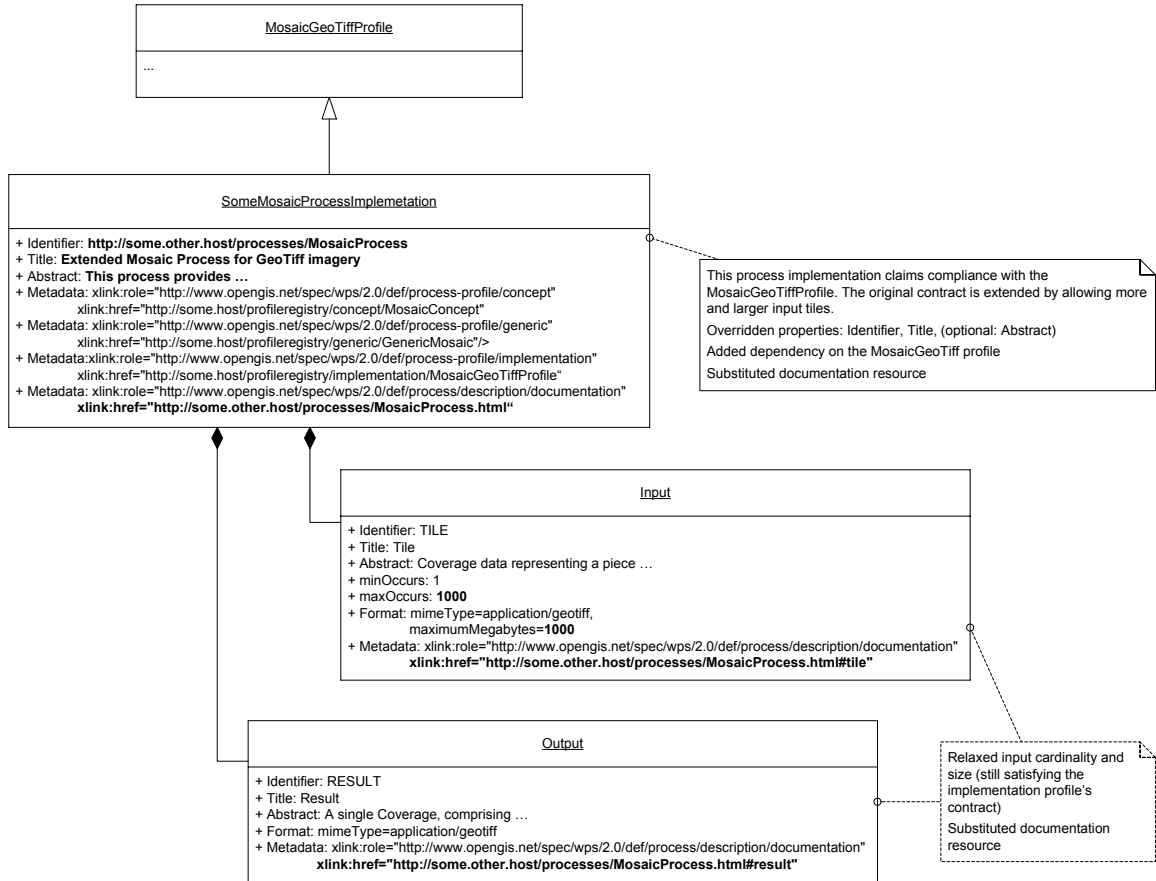 MosaicGeoTiffProfile
...
SomeMosaicProcessImplemetation
+ Identifier: http://some.other.host/processes/MosaicProcess
+ Title: Extended Mosaic Process for GeoTiff imagery
+ Abstract: This process provides …
+ Metadata: xlink:role="http://www.opengis.net/spec/wps/2.0/def/process-profile/concept"
xlink:href="http://some.host/profileregistry/concept/MosaicConcept"
+ Metadata: xlink:role="http://www.opengis.net/spec/wps/2.0/def/process-profile/generic"
xlink:href="http://some.host/profileregistry/generic/GenericMosaic"/>
+ Metadata:xlink:role="http://www.opengis.net/spec/wps/2.0/def/process-profile/implementation"
xlink:href="http://some.host/profileregistry/implementation/MosaicGeoTiffProfile“
+ Metadata: xlink:role="http://www.opengis.net/spec/wps/2.0/def/process/description/documentation"
xlink:href="http://some.other.host/processes/MosaicProcess.html“
This process implementation claims compliance with the
MosaicGeoTiffProfile. The original contract is extended by allowing more
and larger input tiles.
Overridden properties: Identifier, Title, (optional: Abstract)
Added dependency on the MosaicGeoTiff profile
Substituted documentation resource
Input
+ Identifier: TILE
+ Title: Tile
+ Abstract: Coverage data representing a piece …
+ minOccurs: 1
+ maxOccurs: 1000
+ Format: mimeType=application/geotiff,
maximumMegabytes=1000
+ Metadata: xlink:role="http://www.opengis.net/spec/wps/2.0/def/process/description/documentation"
xlink:href="http://some.other.host/processes/MosaicProcess.html#tile"
Output
+ Identifier: RESULT
+ Title: Result
+ Abstract: A single Coverage, comprising …
+ Format: mimeType=application/geotiff
+ Metadata: xlink:role="http://www.opengis.net/spec/wps/2.0/def/process/description/documentation"
xlink:href="http://some.other.host/processes/MosaicProcess.html#result"
Relaxed input cardinality and
size (still satisfying the
implementation profile's
contract)
Substituted documentation
resource